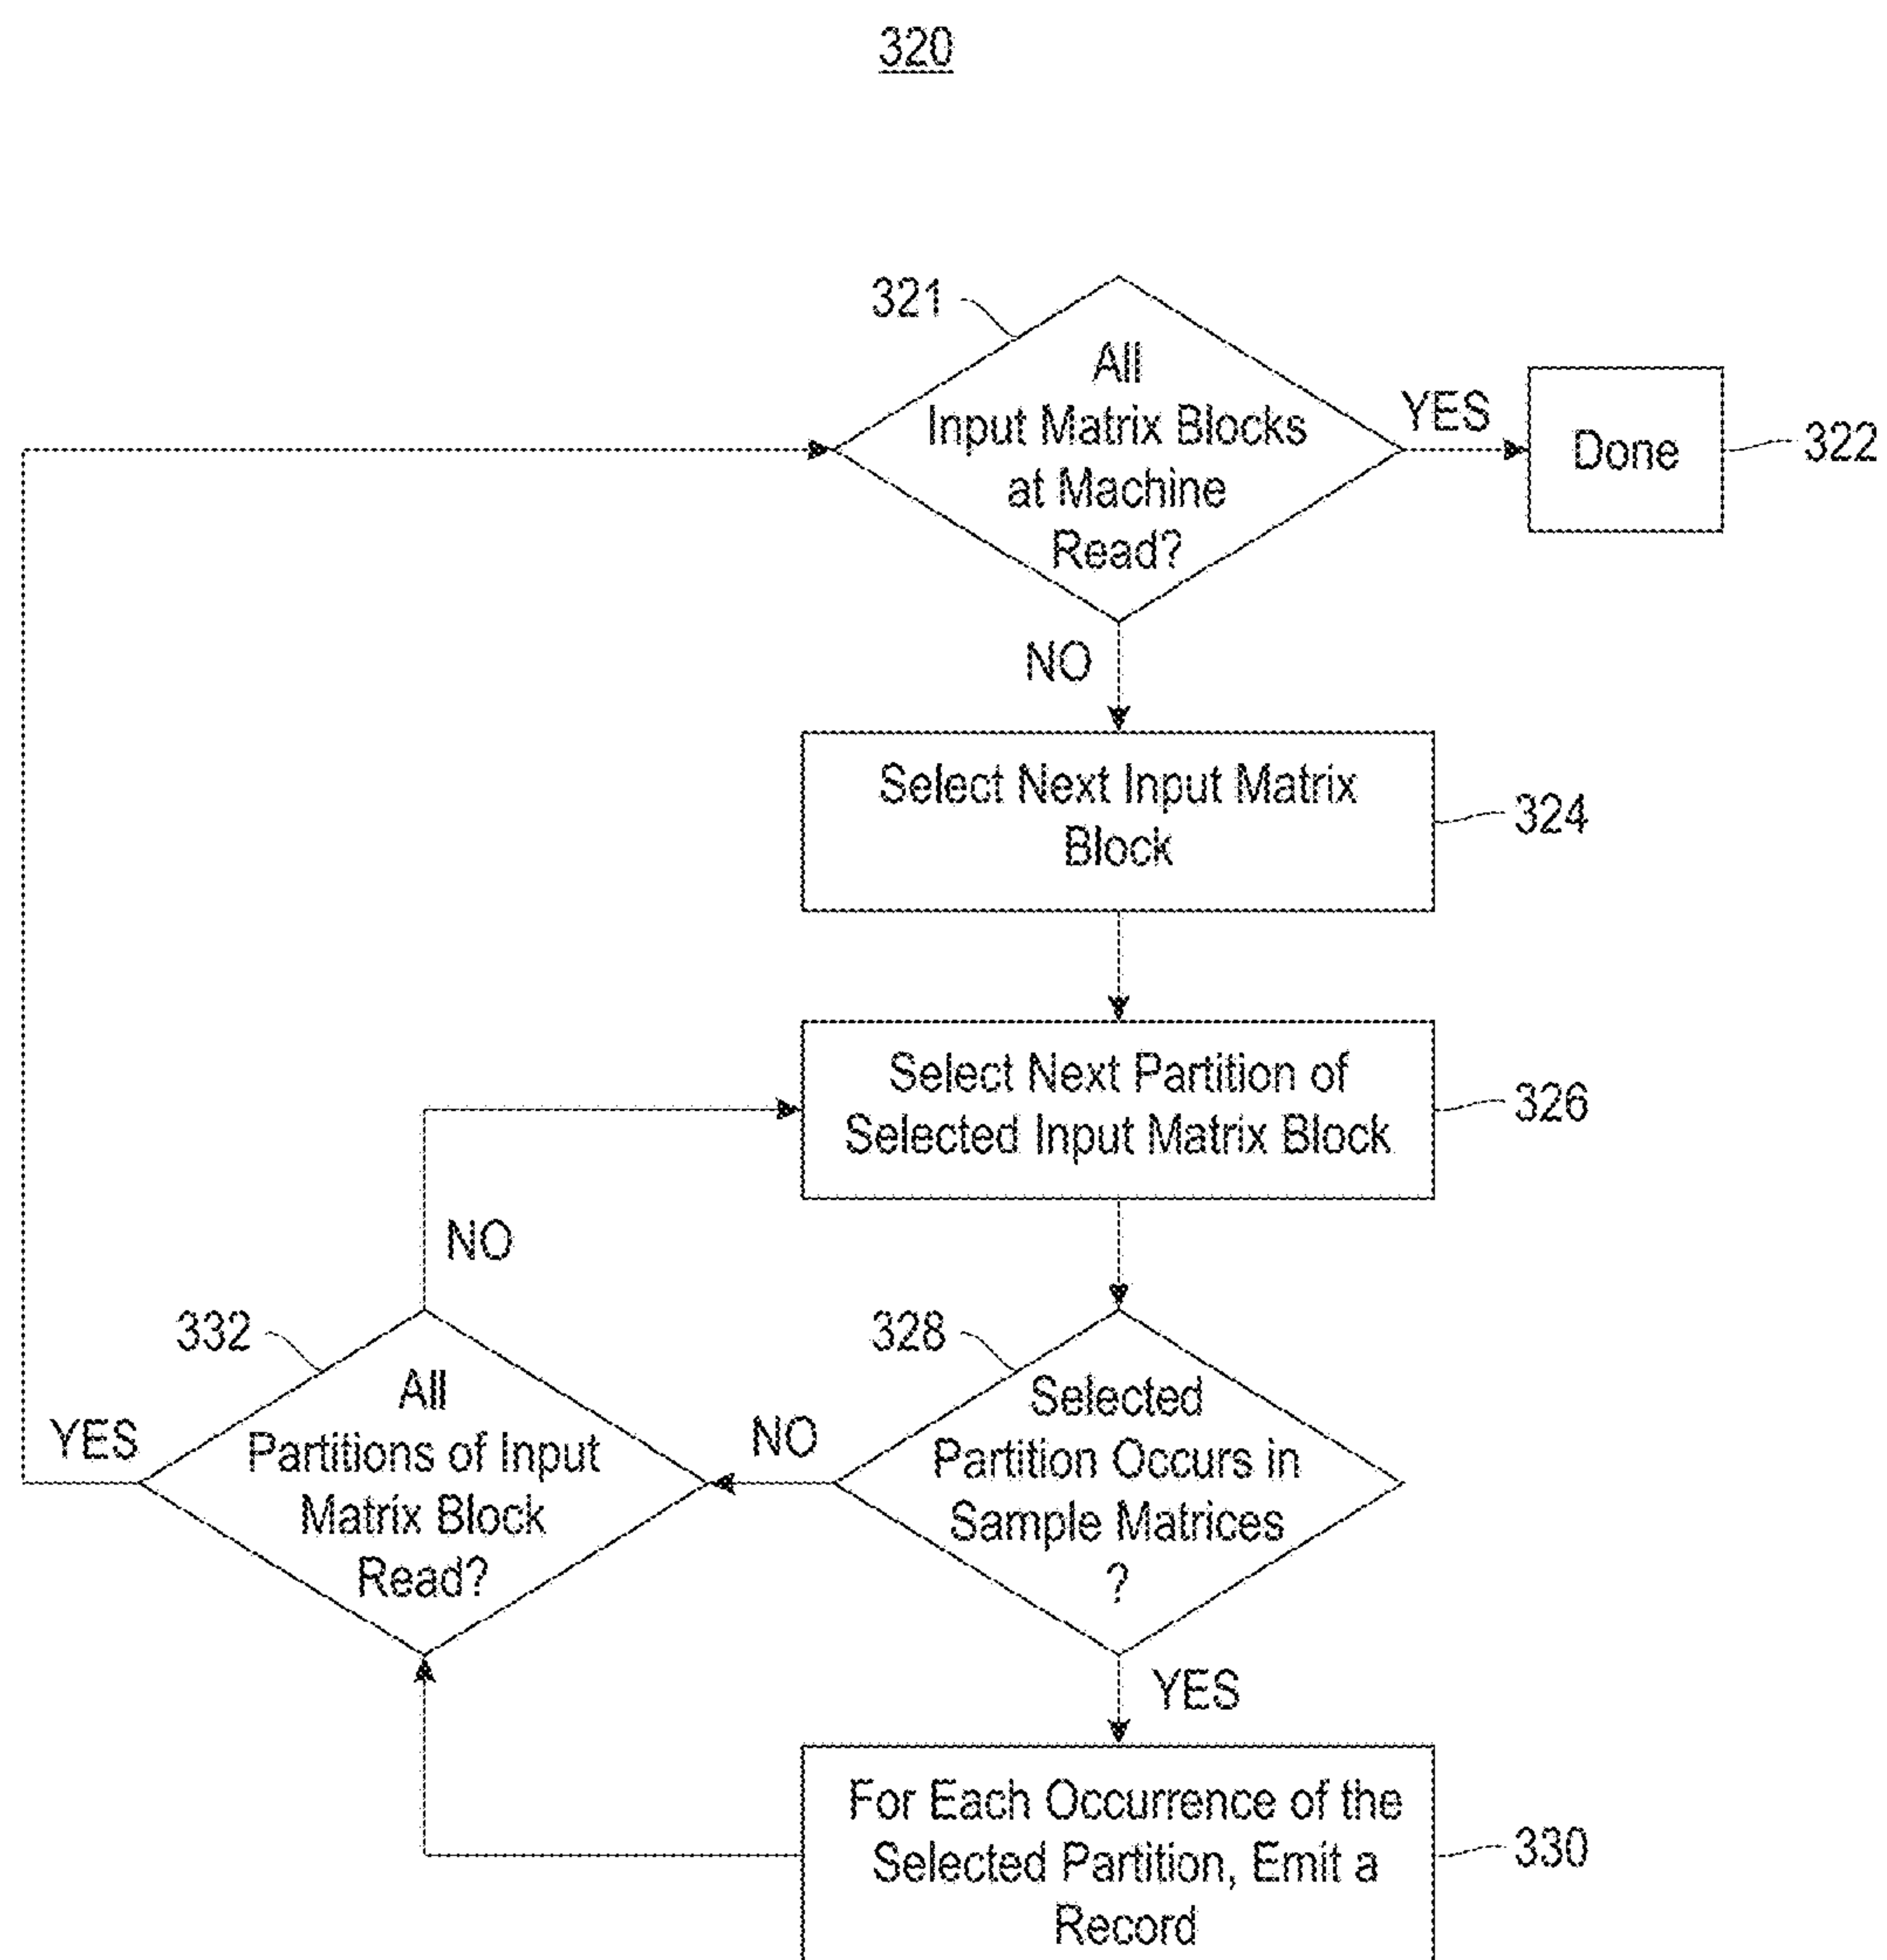 320
321
All
Input Matrix Blocks
at Machine
Read?
YES
Done
322
NO
Select Next Input Matrix
Block
324
Select Next Partition of
Selected Input Matrix Block
326
NO
332
All
Partitions of Input
Matrix Block
Read?
YES
NO
328
Selected
Partition Occurs in
Sample Matrices
?
YES
For Each Occurrence of the
Selected Partition, Emit a
Record
330